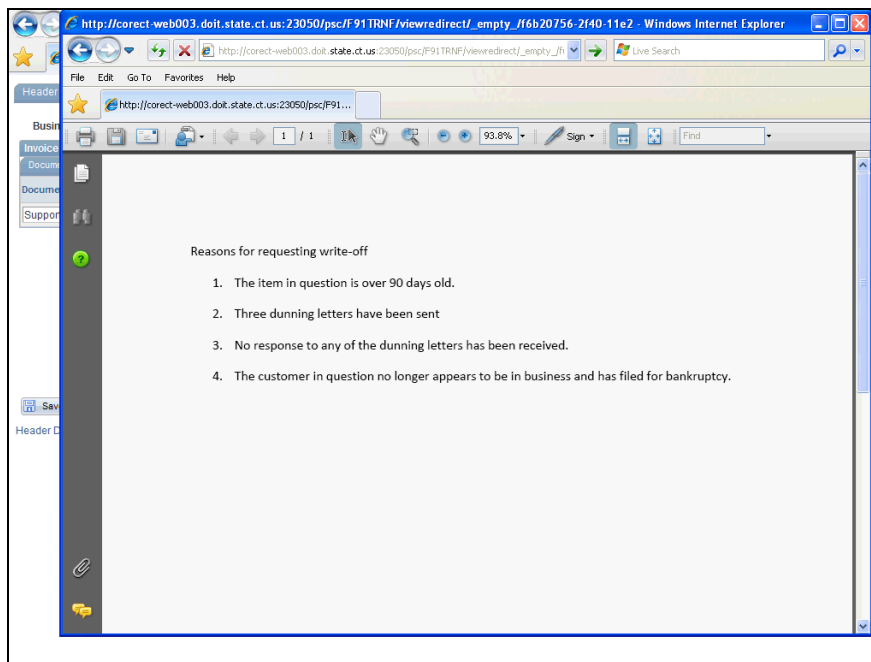 http://corect-web003.doit.state.ct.us:23050/psc/F91TRNF/viewredirect/_empty_/f6b20756-2f40-11e2 - Windows Internet Explorer
http://corect-web003.doit.state.ct.us:23050/psc/F91TRNF/viewredirect/_empty_/f
Live Search
File Edit Go To Favorites Help
http://corect-web003.doit.state.ct.us:23050/psc/F91...
1 / 1 93.8% Sign Find
Header
Busin
Invoice
Docume
Docume
Suppor
Sav
Header D
Reasons for requesting write-off
1. The item in question is over 90 days old.
2. Three dunning letters have been sent
3. No response to any of the dunning letters has been received.
4. The customer in question no longer appears to be in business and has filed for bankruptcy.